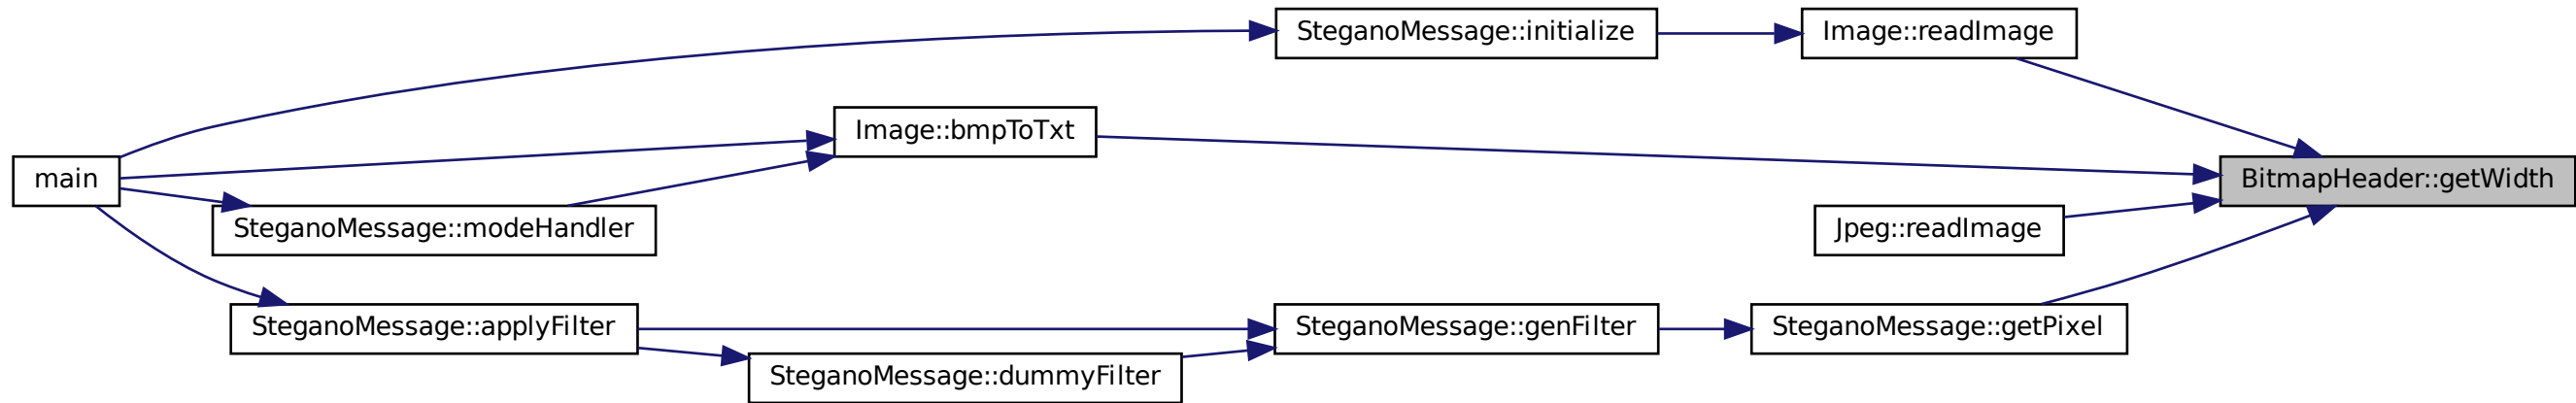 SteganoMessage::initialize
Image::readImage
Image::bmpToTxt
main
BitmapHeader::getWidth
SteganoMessage::modeHandler
Jpeg::readImage
SteganoMessage::applyFilter
SteganoMessage::genFilter
SteganoMessage::getPixel
SteganoMessage::dummyFilter